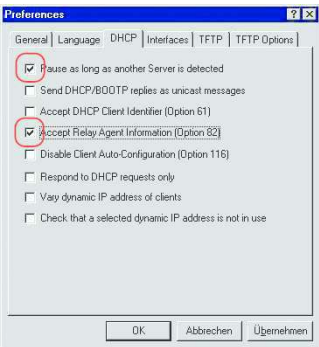 Preferences
General Language DHCP Interfaces TFTP TFTP Options
Pause as long as another Server is detected
Send DHCP/BOOTP replies as unicast messages
Accept DHCP Client Identifier (Option 61)
Accept Relay Agent Information (Option 82)
Disable Client Auto-Configuration (Option 116)
Respond to DHCP requests only
Vary dynamic IP address of clients
Check that a selected dynamic IP address is not in use
OK Abbrechen Übernehmen